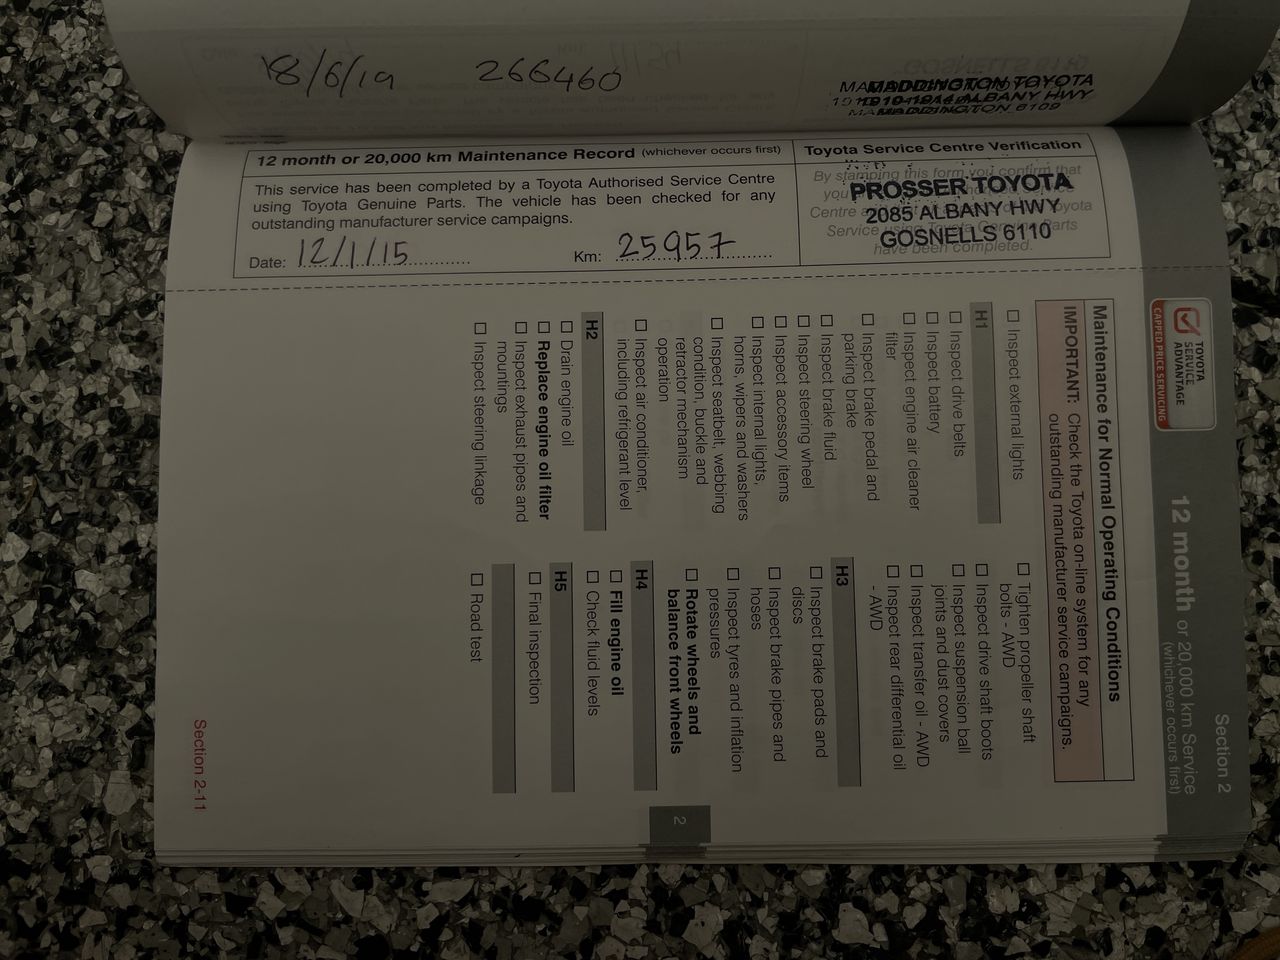 18/6/19 266460
MADDINGTON TOYOTA
ALBANY HWY
MADDINGTON 6109
12 month or 20,000 km Maintenance Record (whichever occurs first)
Toyota Service Centre Verification
This service has been completed by a Toyota Authorised Service Centre
using Toyota Genuine Parts. The vehicle has been checked for any
outstanding manufacturer service campaigns.
Date: 12/1/15 Km: 25957
By stamping this form you confirm that
PROSSER TOYOTA
2085 ALBANY HWY
GOSNELLS 6110
have been completed.
TOYOTA
SERVICE
ADVANTAGE
CAPPED PRICE SERVICING
Section 2
12 month or 20,000 km Service
(whichever occurs first)
Maintenance for Normal Operating Conditions
IMPORTANT: Check the Toyota on-line system for any
outstanding manufacturer service campaigns.
☐ Inspect external lights
H1
☐ Inspect drive belts
☐ Inspect battery
☐ Inspect engine air cleaner
filter
☐ Inspect brake pedal and
parking brake
☐ Inspect brake fluid
☐ Inspect steering wheel
☐ Inspect accessory items
☐ Inspect internal lights,
horns, wipers and washers
☐ Inspect seatbelt, webbing
condition, buckle and
retractor mechanism
operation
☐ Inspect air conditioner,
including refrigerant level
H2
☐ Drain engine oil
☐ Replace engine oil filter
☐ Inspect exhaust pipes and
mountings
☐ Inspect steering linkage
☐ Tighten propeller shaft
bolts - AWD
☐ Inspect drive shaft boots
☐ Inspect suspension ball
joints and dust covers
☐ Inspect transfer oil - AWD
☐ Inspect rear differential oil
- AWD
H3
☐ Inspect brake pads and
discs
☐ Inspect brake pipes and
hoses
☐ Inspect tyres and inflation
pressures
☐ Rotate wheels and
balance front wheels
H4
☐ Fill engine oil
☐ Check fluid levels
H5
☐ Final inspection
☐ Road test
2
Section 2-11